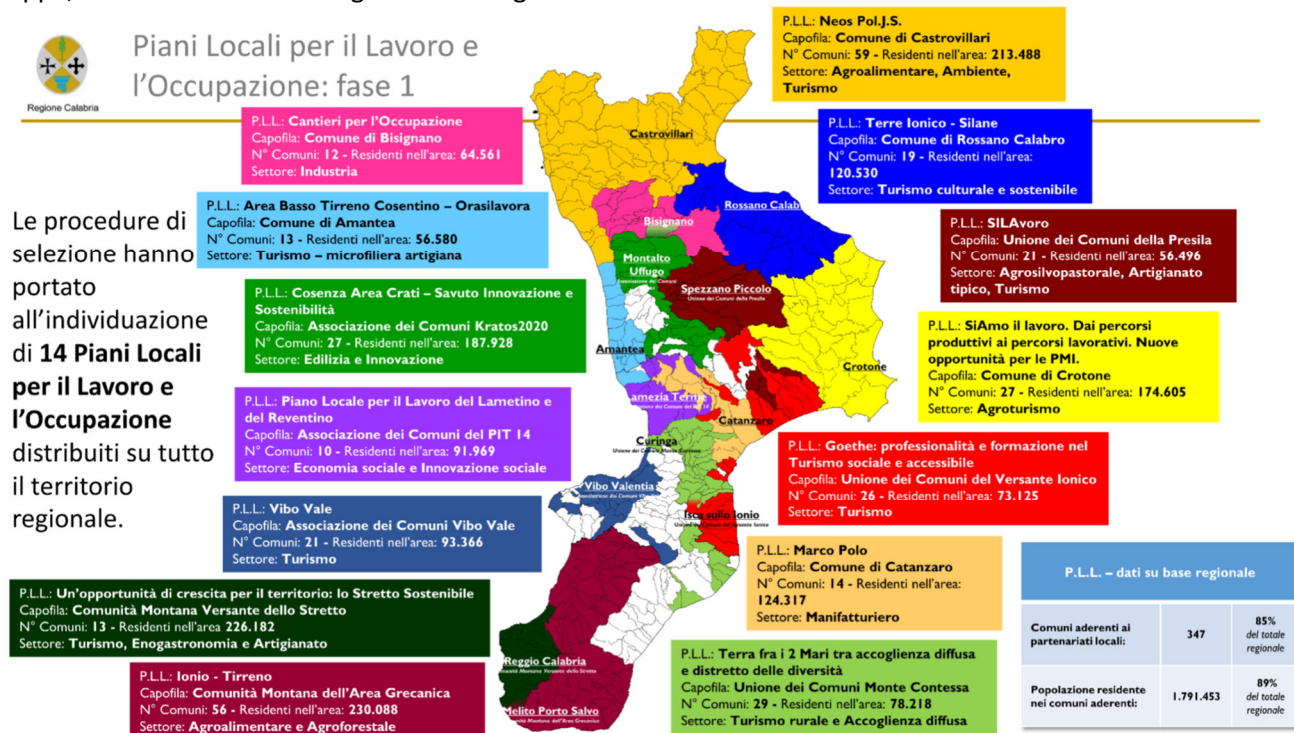 Regione Calabria
Piani Locali per il Lavoro e
l'Occupazione: fase 1
Le procedure di
selezione hanno
portato
all'individuazione
di 14 Piani Locali
per il Lavoro e
l'Occupazione
distribuiti su tutto
il territorio
regionale.
P.L.L.: Neos Pol.J.S.
Capofila: Comune di Castrovillari
N° Comuni: 59 - Residenti nell'area: 213.488
Settore: Agroalimentare, Ambiente,
Turismo
P.L.L.: Cantieri per l'Occupazione
Capofila: Comune di Bisignano
N° Comuni: 12 - Residenti nell'area: 64.561
Settore: Industria
P.L.L.: Terre Ionico - Silane
Capofila: Comune di Rossano Calabro
N° Comuni: 19 - Residenti nell'area:
120.530
Settore: Turismo culturale e sostenibile
P.L.L.: Area Basso Tirreno Cosentino – Orasilavora
Capofila: Comune di Amantea
N° Comuni: 13 - Residenti nell'area: 56.580
Settore: Turismo – microfiliera artigiana
P.L.L.: SILAvoro
Capofila: Unione dei Comuni della Presila
N° Comuni: 21 - Residenti nell'area: 56.496
Settore: Agrosilvopastorale, Artigianato
tipico, Turismo
P.L.L.: Cosenza Area Crati – Savuto Innovazione e
Sostenibilità
Capofila: Associazione dei Comuni Kratos2020
N° Comuni: 27 - Residenti nell'area: 187.928
Settore: Edilizia e Innovazione
P.L.L.: SiAmo il lavoro. Dai percorsi
produttivi ai percorsi lavorativi. Nuove
opportunità per le PMI.
Capofila: Comune di Crotone
N° Comuni: 27 - Residenti nell'area: 174.605
Settore: Agroturismo
P.L.L.: Piano Locale per il Lavoro del Lametino e
del Reventino
Capofila: Associazione dei Comuni del PIT 14
N° Comuni: 10 - Residenti nell'area: 91.969
Settore: Economia sociale e Innovazione sociale
P.L.L.: Goethe: professionalità e formazione nel
Turismo sociale e accessibile
Capofila: Unione dei Comuni del Versante Ionico
N° Comuni: 26 - Residenti nell'area: 73.125
Settore: Turismo
P.L.L.: Vibo Vale
Capofila: Associazione dei Comuni Vibo Vale
N° Comuni: 21 - Residenti nell'area: 93.366
Settore: Turismo
P.L.L.: Marco Polo
Capofila: Comune di Catanzaro
N° Comuni: 14 - Residenti nell'area:
124.317
Settore: Manifatturiero
P.L.L.: Un'opportunità di crescita per il territorio: lo Stretto Sostenibile
Capofila: Comunità Montana Versante dello Stretto
N° Comuni: 13 - Residenti nell'area 226.182
Settore: Turismo, Enogastronomia e Artigianato
P.L.L.: Terra fra i 2 Mari tra accoglienza diffusa
e distretto delle diversità
Capofila: Unione dei Comuni Monte Contessa
N° Comuni: 29 - Residenti nell'area: 78.218
Settore: Turismo rurale e Accoglienza diffusa
P.L.L.: Ionio - Tirreno
Capofila: Comunità Montana dell'Area Grecanica
N° Comuni: 56 - Residenti nell'area: 230.088
Settore: Agroalimentare e Agroforestale
Castrovillari
Rossano Calab
Bisignano
Montalto
Uffugo
Spezzano Piccolo
Unione dei Comuni della Presila
Amantea
Crotone
Lamezia Terme
Catanzaro
Curinga
Unione dei Comuni Monte Contessa
Vibo Valentia
Isca sullo Ionio
Reggio Calabria
Melito Porto Salvo
P.L.L. – dati su base regionale
Comuni aderenti ai
partenariati locali:
347
85%
del totale
regionale
Popolazione residente
nei comuni aderenti:
1.791.453
89%
del totale
regionale